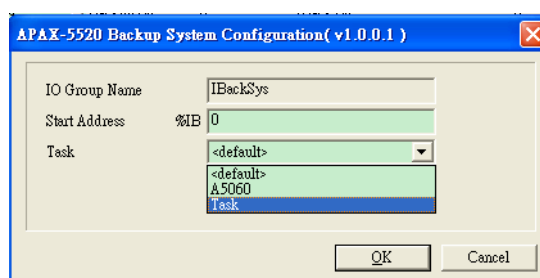 APAX-5520 Backup System Configuration( v1.0.0.1 )
IO Group Name IBackSys
Start Address %IB 0
Task <default>
<default>
A5060
Task
OK Cancel